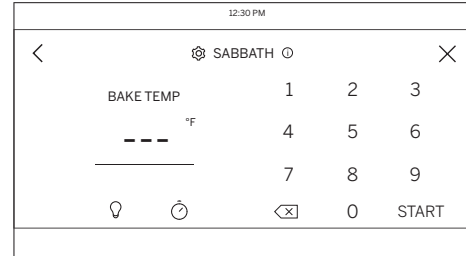 12:30 PM
SABBATH
BAKE TEMP
°F
---
1 2 3
4 5 6
7 8 9
0 START